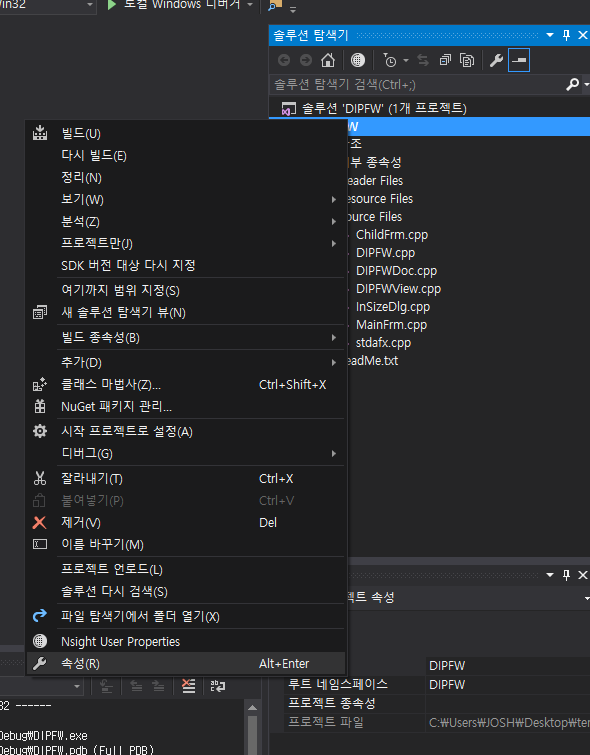 로컬 Windows 디버거
솔루션 탐색기
솔루션 탐색기 검색(Ctrl+;)
솔루션 'DIPFW' (1개 프로젝트)
빌드(U)
다시 빌드(E)
정리(N)
보기(W)
분석(Z)
프로젝트만(J)
SDK 버전 대상 다시 지정
여기까지 범위 지정(S)
새 솔루션 탐색기 뷰(N)
빌드 종속성(B)
추가(D)
클래스 마법사(Z)... Ctrl+Shift+X
NuGet 패키지 관리...
시작 프로젝트로 설정(A)
디버그(G)
잘라내기(T) Ctrl+X
붙여넣기(P) Ctrl+V
제거(V) Del
이름 바꾸기(M)
프로젝트 언로드(L)
솔루션 다시 검색(S)
파일 탐색기에서 폴더 열기(X)
Nsight User Properties
속성(R) Alt+Enter
종속성
Files
Files
Files
ChildFrm.cpp
DIPFW.cpp
DIPFWDoc.cpp
DIPFWView.cpp
InSizeDlg.cpp
MainFrm.cpp
stdafx.cpp
eadMe.txt
속성
DIPFW
루트 네임스페이스 DIPFW
프로젝트 종속성
프로젝트 파일 C:₩Users₩JOSH₩Desktop₩te
32 ------
Debug₩DIPFW.exe
Debug₩DIPFW.pdb (Full PDB)